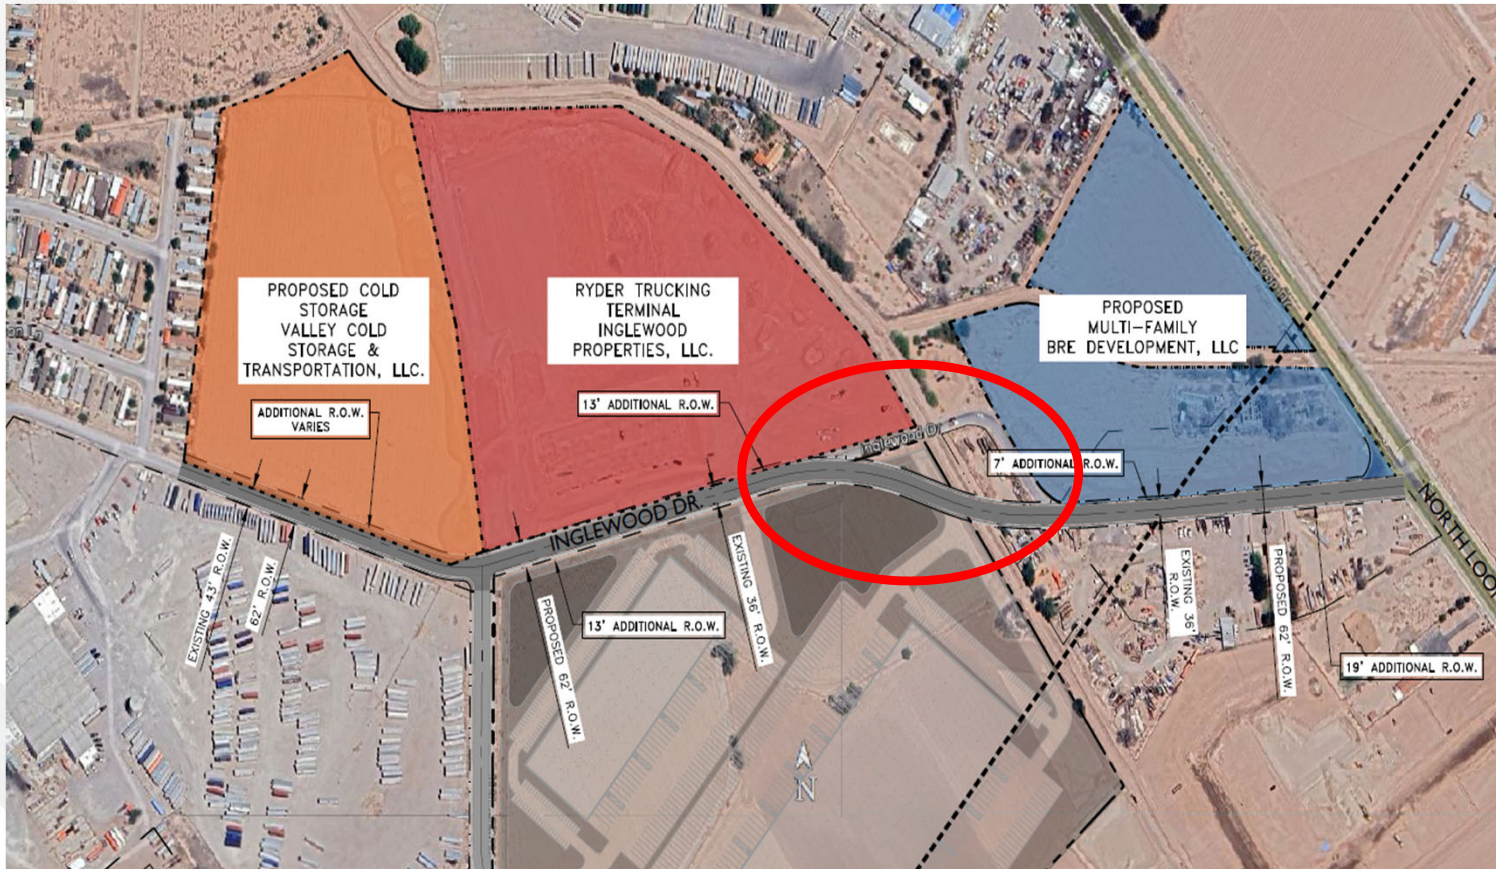 PROPOSED COLD
STORAGE
VALLEY COLD
STORAGE &
TRANSPORTATION, LLC.
RYDER TRUCKING
TERMINAL
INGLEWOOD
PROPERTIES, LLC.
PROPOSED
MULTI-FAMILY
BRE DEVELOPMENT, LLC
ADDITIONAL R.O.W.
VARIES
13' ADDITIONAL R.O.W.
Inglewood Dr
7' ADDITIONAL R.O.W.
INGLEWOOD DR.
NORTH LOOP
EXISTING 43' R.O.W.
62' R.O.W.
PROPOSED 62' R.O.W.
13' ADDITIONAL R.O.W.
EXISTING 36' R.O.W.
EXISTING 36'
R.O.W.
PROPOSED 62' R.O.W.
19' ADDITIONAL R.O.W.
N